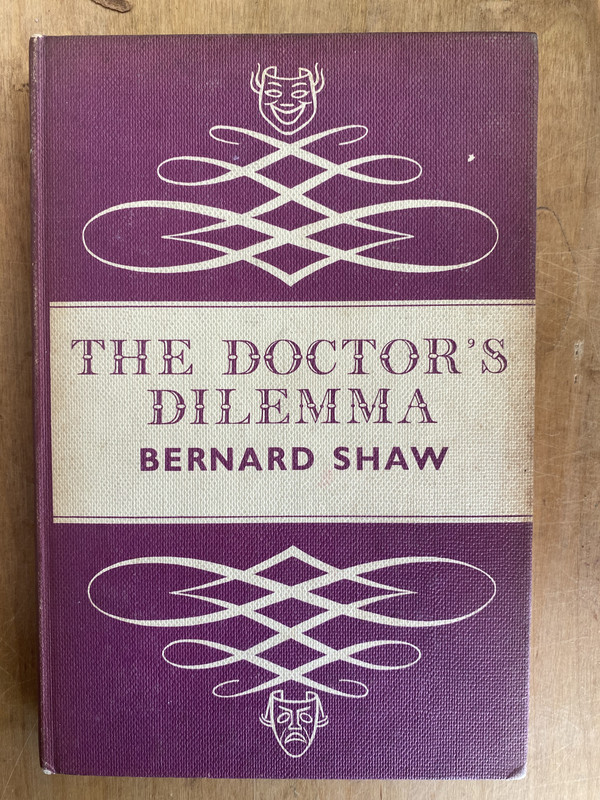 THE DOCTOR'S
DILEMMA
BERNARD SHAW